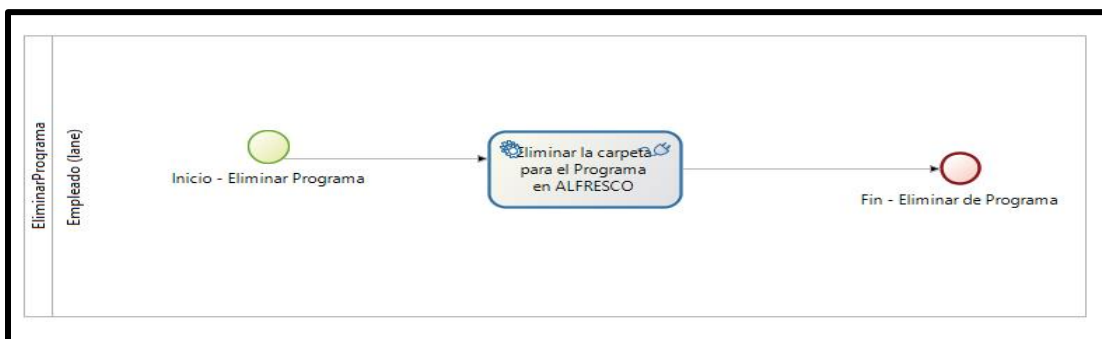 EliminarPrograma
Empleado (lane)
Inicio - Eliminar Programa
Eliminar la carpeta
para el Programa
en ALFRESCO
Fin - Eliminar de Programa